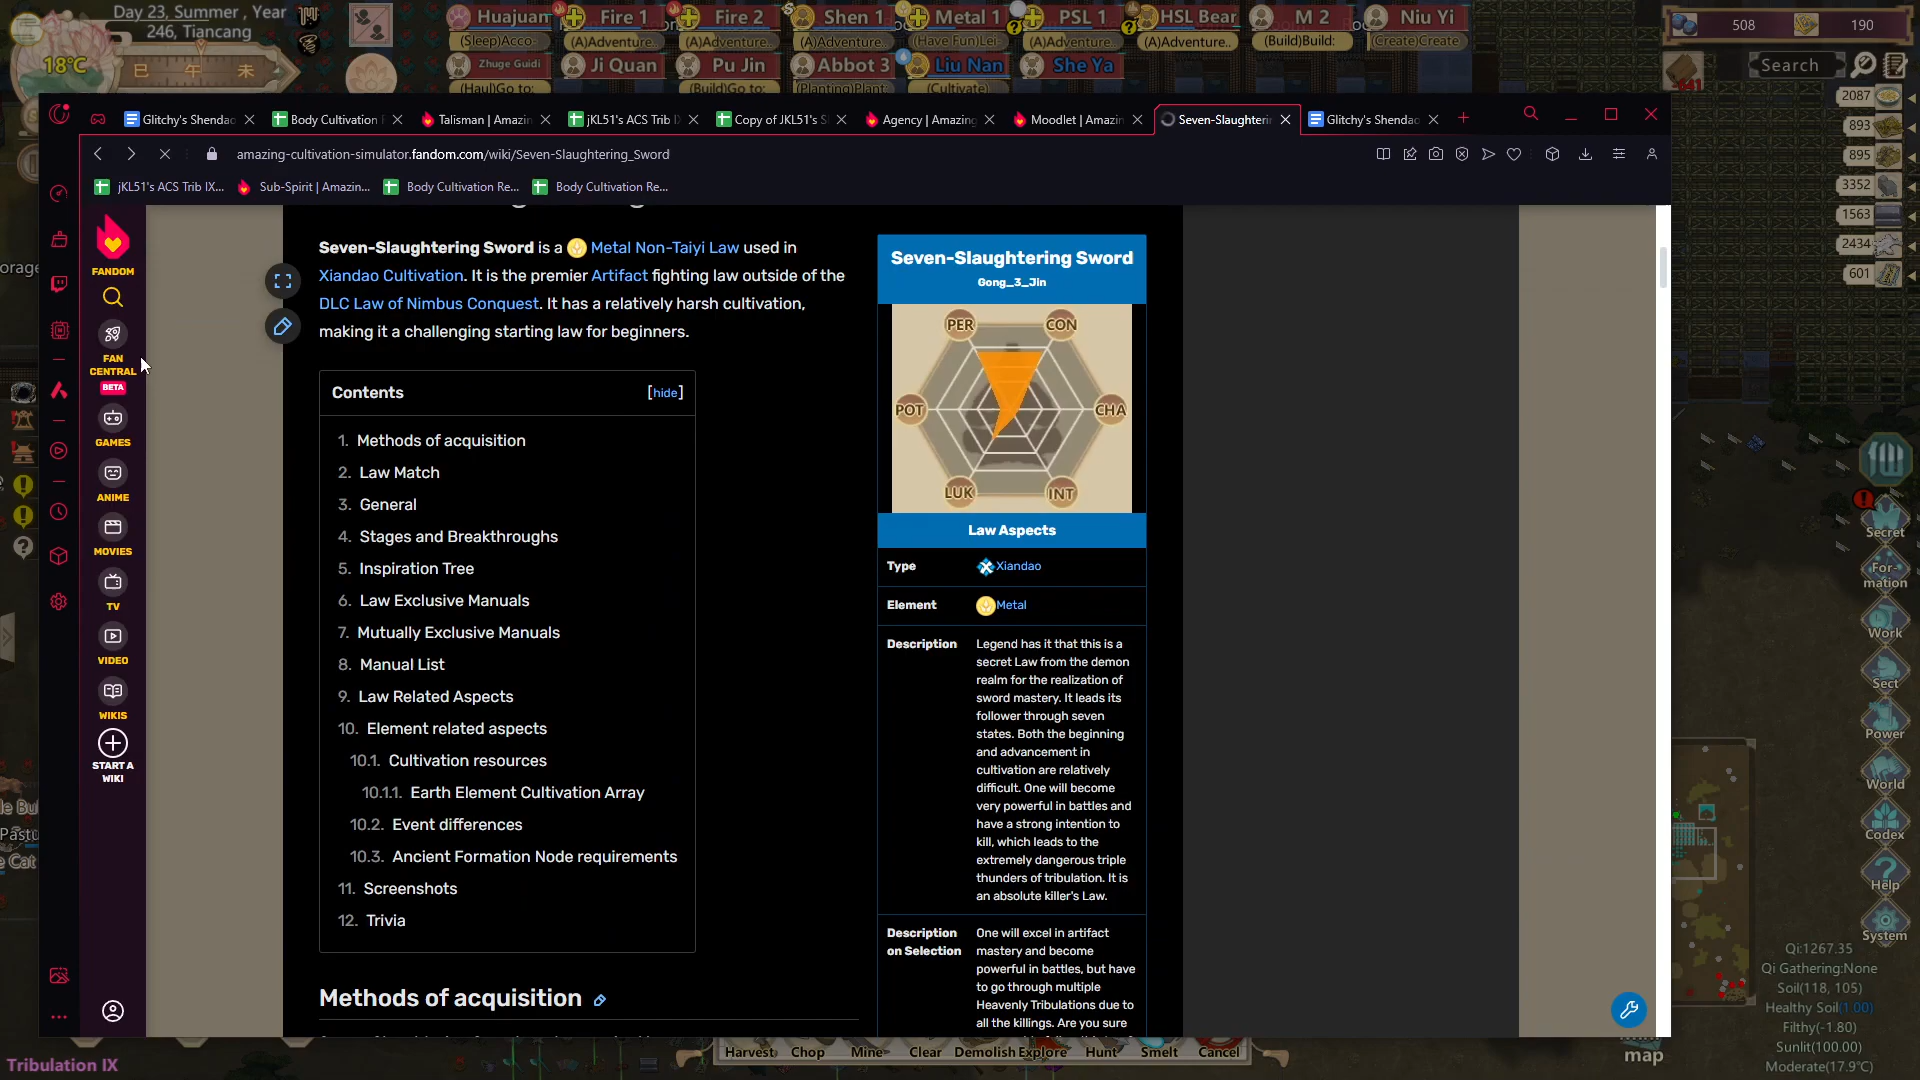 Day 23, Summer , Year
246, Tiancang
18°C
巳 午 未
Huajuan
Fire 1
Fire 2
Shen 1
Metal 1
PSL 1
HSL Bear
M 2
Niu Yi
(Sleep)Acco
(A)Adventure..
(A)Adventure..
(A)Adventure..
(Have Fun)Lei-
(A)Adventure..
(A)Adventure..
(Build)Build:
(Create)Create
Zhuge Guidi
Ji Quan
Pu Jin
Abbot 3
Liu Nan
She Ya
(Haul)Go to:
(Build)Go to:
(Planting)Plant:
(Cultivate)
508
190
Search
641
2087
893
895
3352
1563
2434
601
Glitchy's Shendao
Body Cultivation
Talisman | Amazin
jKL51's ACS Trib I
Copy of JKL51's S
Agency | Amazing
Moodlet | Amazin
Seven-Slaughterin
Glitchy's Shendao
amazing-cultivation-simulator.fandom.com/wiki/Seven-Slaughtering_Sword
jKL51's ACS Trib IX...
Sub-Spirit | Amazin...
Body Cultivation Re...
Body Cultivation Re...
FANDOM
FAN
CENTRAL
BETA
GAMES
ANIME
MOVIES
TV
VIDEO
WIKIS
START A
WIKI
Seven-Slaughtering Sword is a Metal Non-Taiyi Law used in
Xiandao Cultivation. It is the premier Artifact fighting law outside of the
DLC Law of Nimbus Conquest. It has a relatively harsh cultivation,
making it a challenging starting law for beginners.
Contents [hide]
1. Methods of acquisition
2. Law Match
3. General
4. Stages and Breakthroughs
5. Inspiration Tree
6. Law Exclusive Manuals
7. Mutually Exclusive Manuals
8. Manual List
9. Law Related Aspects
10. Element related aspects
10.1. Cultivation resources
10.1.1. Earth Element Cultivation Array
10.2. Event differences
10.3. Ancient Formation Node requirements
11. Screenshots
12. Trivia
Methods of acquisition
Seven-Slaughtering Sword
Gong_3_Jin
PER
CON
POT
CHA
LUK
INT
Law Aspects
Type Xiandao
Element Metal
Description
Legend has it that this is a
secret Law from the demon
realm for the realization of
sword mastery. It leads its
follower through seven
states. Both the beginning
and advancement in
cultivation are relatively
difficult. One will become
very powerful in battles and
have a strong intention to
kill, which leads to the
extremely dangerous triple
thunders of tribulation. It is
an absolute killer's Law.
Description
on Selection
One will excel in artifact
mastery and become
powerful in battles, but have
to go through multiple
Heavenly Tribulations due to
all the killings. Are you sure
Secret
For-
mation
Work
Sect
Power
World
Codex
Help
System
Qi:1267.35
Qi Gathering:None
Soil(118, 105)
Healthy Soil(1.00)
Filthy(-1.80)
Sunlit(100.00)
Moderate(17.9°C)
map
Harvest
Chop
Mine
Clear
Demolish
Explore
Hunt
Smelt
Cancel
Tribulation IX